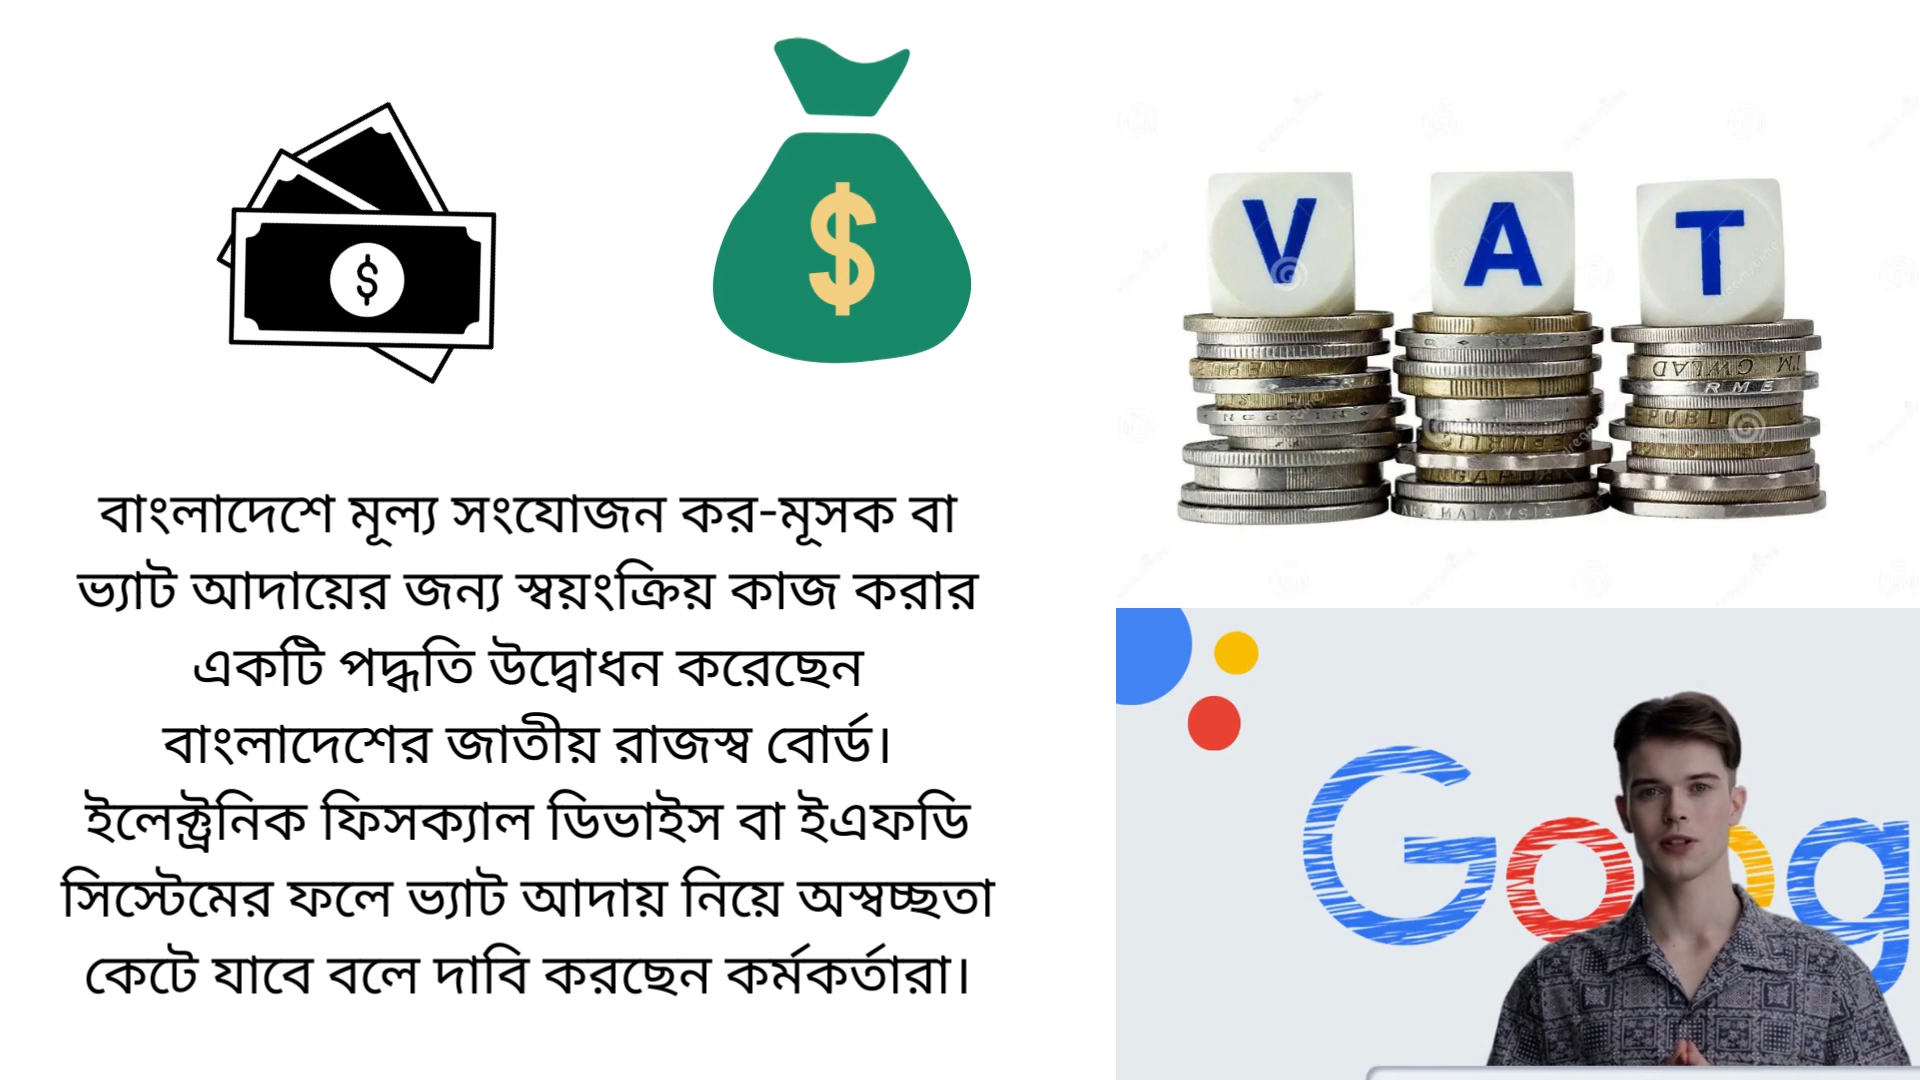 $
$
V A T
বাংলাদেশে মূল্য সংযোজন কর-মূসক বা
ভ্যাট আদায়ের জন্য স্বয়ংক্রিয় কাজ করার
একটি পদ্ধতি উদ্বোধন করেছেন
বাংলাদেশের জাতীয় রাজস্ব বোর্ড।
ইলেক্ট্রনিক ফিসক্যাল ডিভাইস বা ইএফডি
সিস্টেমের ফলে ভ্যাট আদায় নিয়ে অস্বচ্ছতা
কেটে যাবে বলে দাবি করছেন কর্মকর্তারা।
Goog